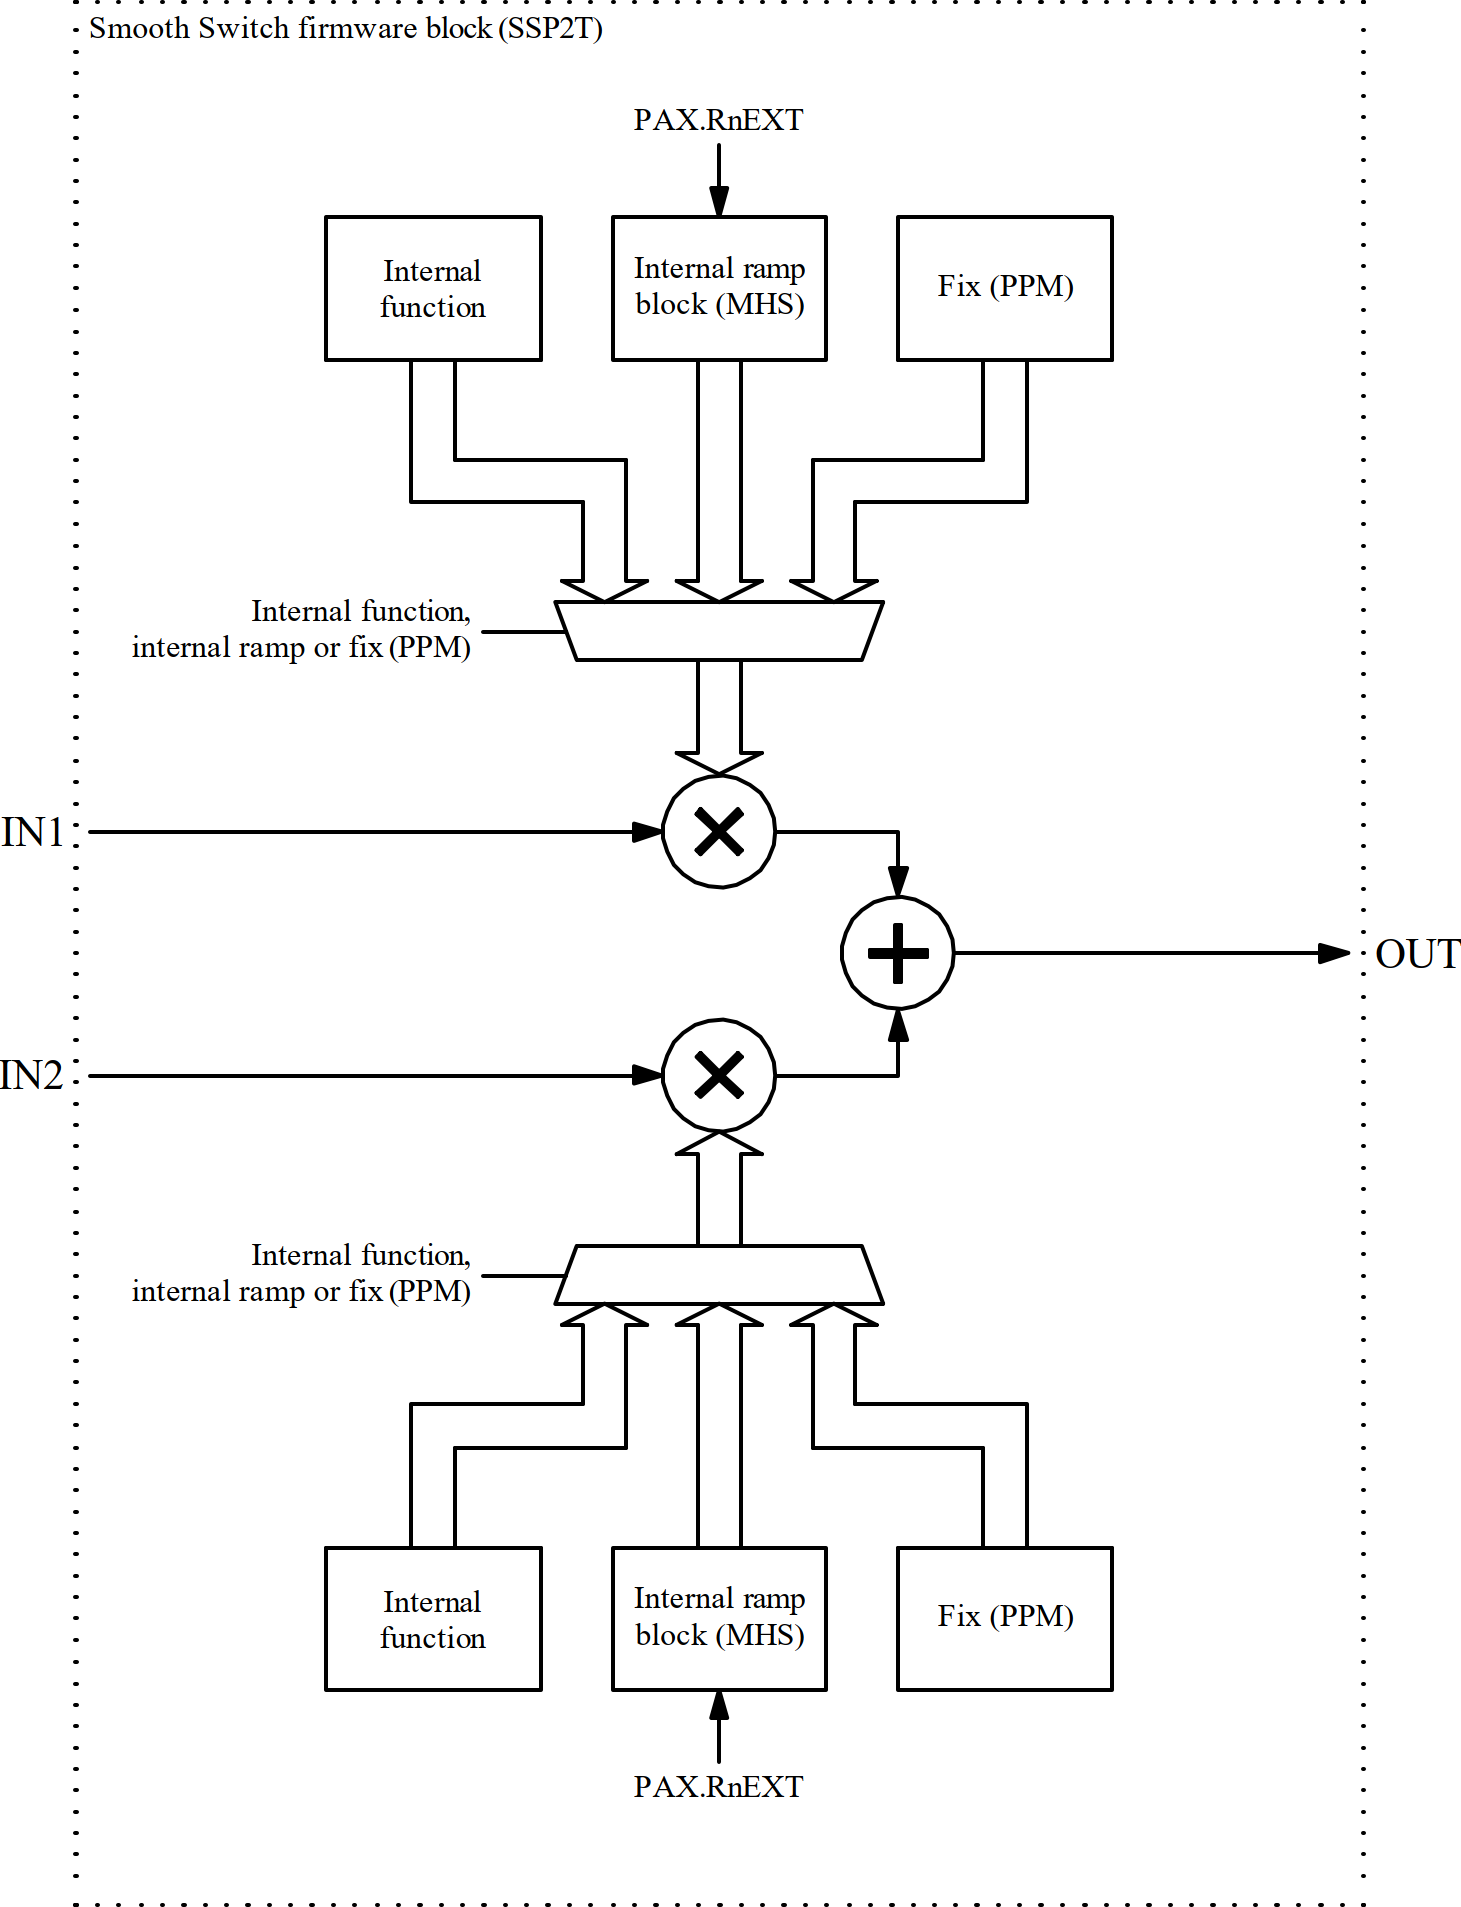 Smooth Switch firmware block (SSP2T)
PAX.RnEXT
Internal
function
Internal ramp
block (MHS)
Fix (PPM)
Internal function,
internal ramp or fix (PPM)
IN1
OUT
IN2
Internal function,
internal ramp or fix (PPM)
Internal
function
Internal ramp
block (MHS)
Fix (PPM)
PAX.RnEXT